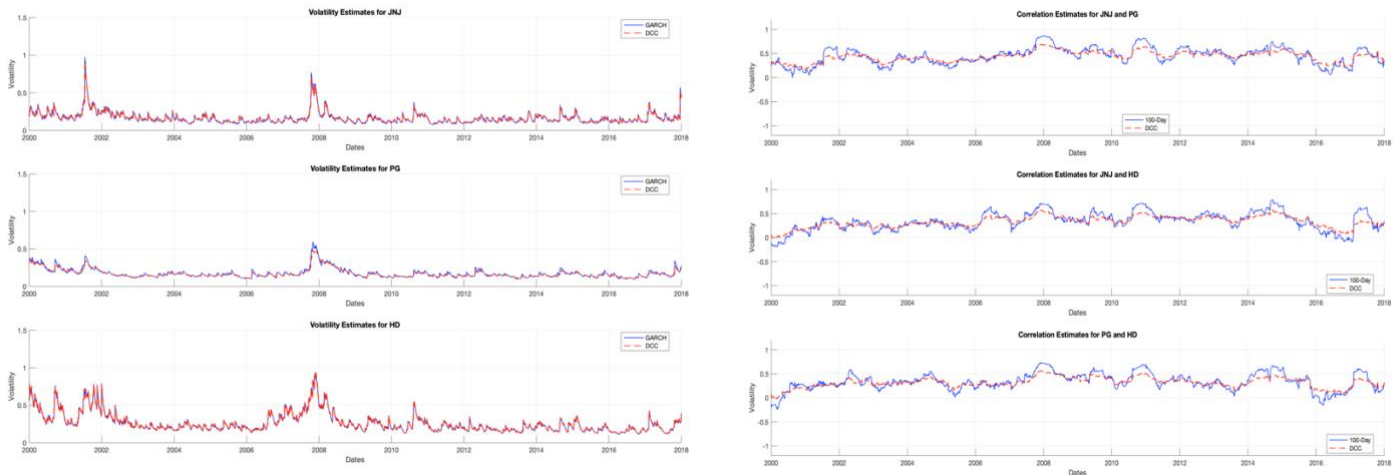 Volatility Estimates for JNJ
1.5
1
0.5
0
Volatility
GARCH
DCC
2000 2002 2004 2006 2008 2010 2012 2014 2016 2018
Dates
Volatility Estimates for PG
1.5
1
0.5
0
Volatility
GARCH
DCC
2000 2002 2004 2006 2008 2010 2012 2014 2016 2018
Dates
Volatility Estimates for HD
1.5
1
0.5
0
Volatility
GARCH
DCC
2000 2002 2004 2006 2008 2010 2012 2014 2016 2018
Dates
Correlation Estimates for JNJ and PG
1
0.5
0
-0.5
-1
Volatility
100-Day
DCC
2000 2002 2004 2006 2008 2010 2012 2014 2016 2018
Dates
Correlation Estimates for JNJ and HD
1
0.5
0
-0.5
-1
Volatility
100-Day
DCC
2000 2002 2004 2006 2008 2010 2012 2014 2016 2018
Dates
Correlation Estimates for PG and HD
1
0.5
0
-0.5
-1
Volatility
100-Day
DCC
2000 2002 2004 2006 2008 2010 2012 2014 2016 2018
Dates